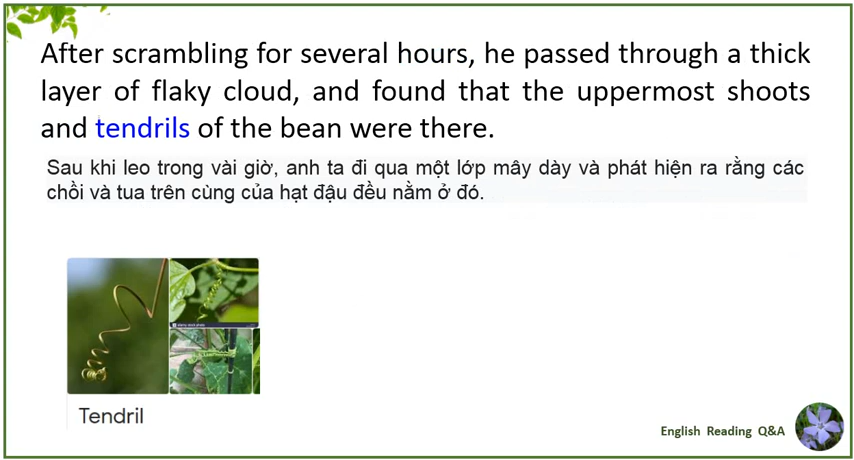 After scrambling for several hours, he passed through a thick
layer of flaky cloud, and found that the uppermost shoots
and tendrils of the bean were there.
Sau khi leo trong vài giờ, anh ta đi qua một lớp mây dày và phát hiện ra rằng các
chồi và tua trên cùng của hạt đậu đều nằm ở đó.
Tendril
English Reading Q&A